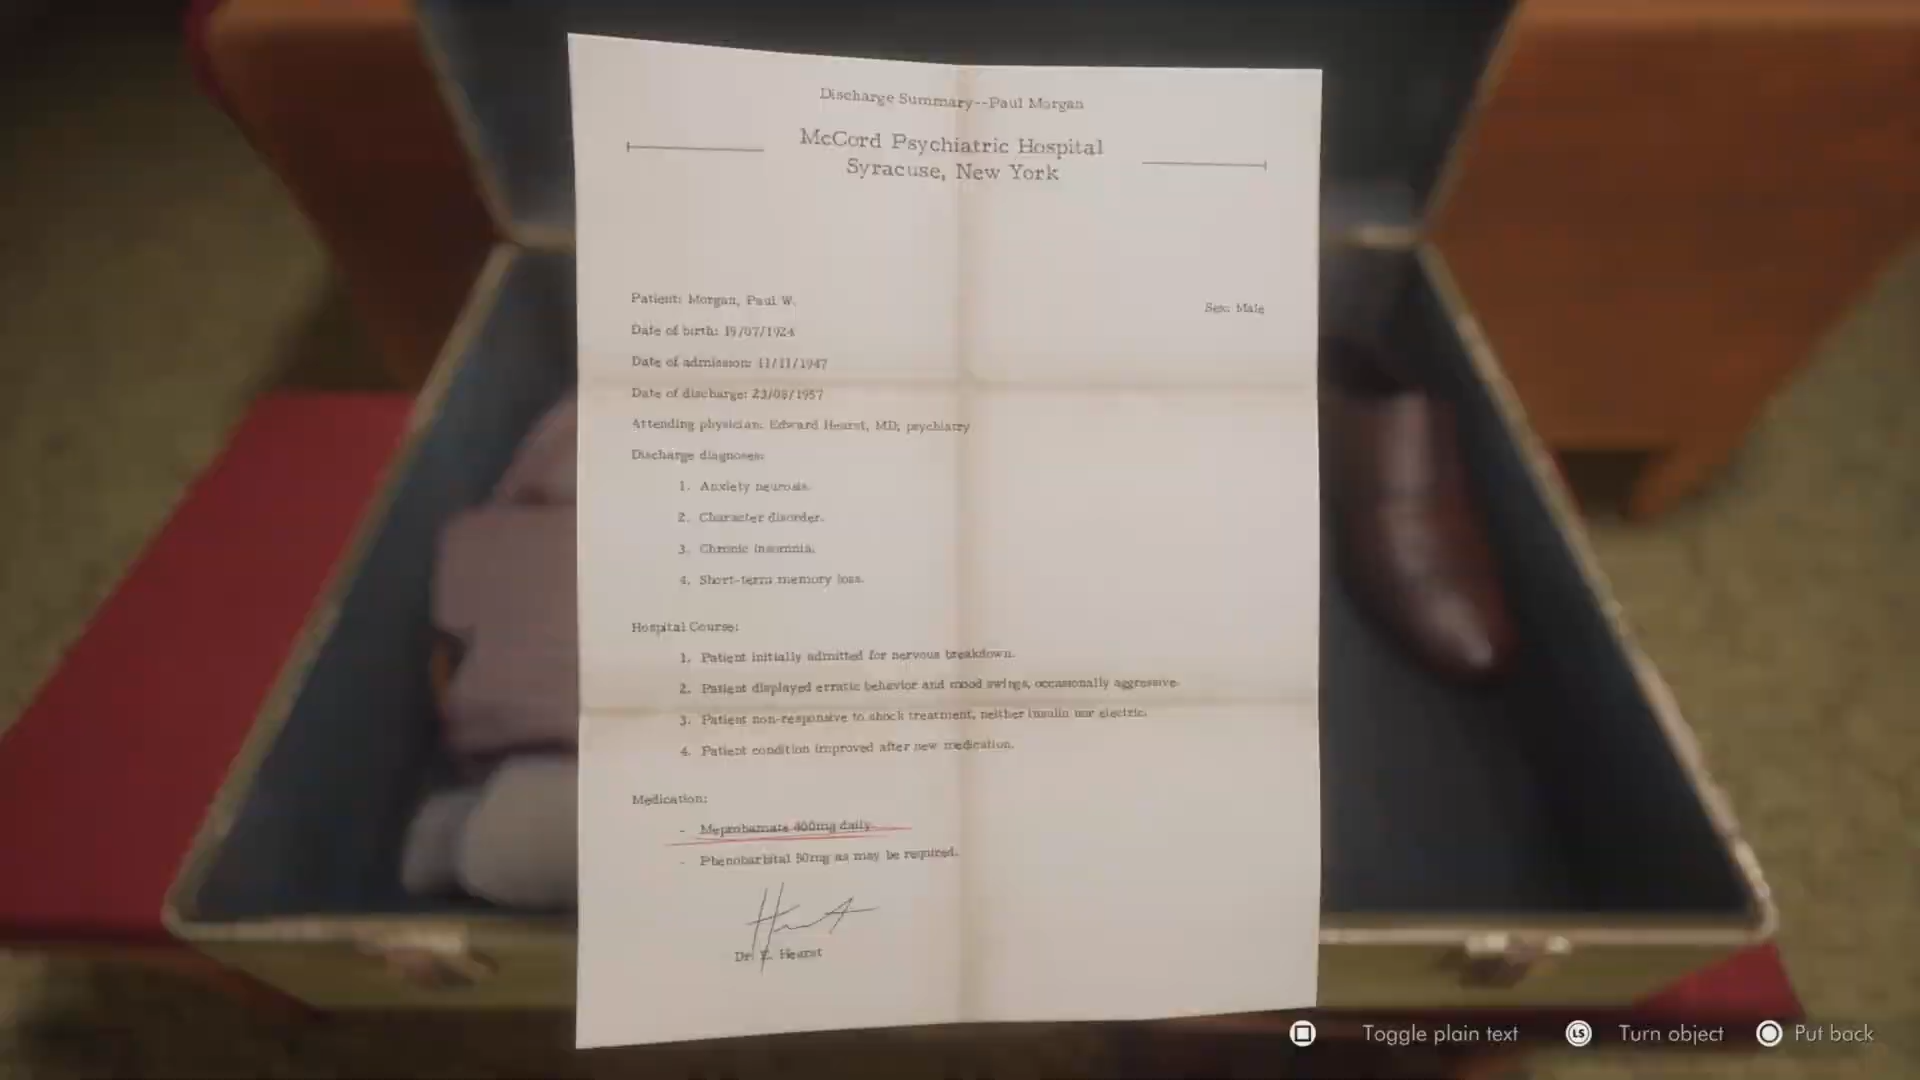 Discharge Summary--Paul Morgan
McCord Psychiatric Hospital
Syracuse, New York
Patient: Morgan, Paul W.
Sex: Male
Date of birth: 19/07/1924
Date of admission: 11/11/1947
Date of discharge: 23/08/1957
Attending physician: Edward Hearst, MD, psychiatry
Discharge diagnoses:
1. Anxiety neurosis.
2. Character disorder.
3. Chronic insomnia.
4. Short-term memory loss.
Hospital Course:
1. Patient initially admitted for nervous breakdown.
2. Patient displayed erratic behavior and mood swings, occasionally aggressive.
3. Patient non-responsive to shock treatment, neither insulin nor electric.
4. Patient condition improved after new medication.
Medication:
- Meprobamate 400mg daily.
- Phenobarbital 50mg as may be required.
Dr E. Hearst
Toggle plain text
LS Turn object
Put back